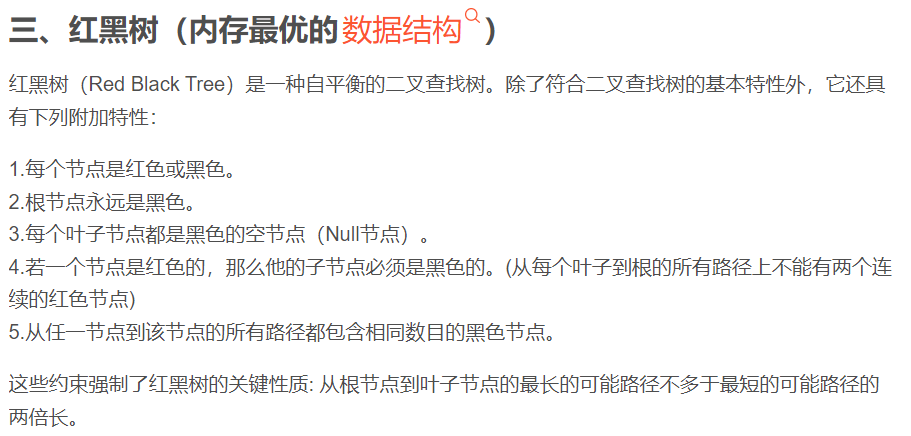 三、红黑树（内存最优的数据结构）
红黑树（Red Black Tree）是一种自平衡的二叉查找树。除了符合二叉查找树的基本特性外，它还具
有下列附加特性：
1.每个节点是红色或黑色。
2.根节点永远是黑色。
3.每个叶子节点都是黑色的空节点（Null节点）。
4.若一个节点是红色的，那么他的子节点必须是黑色的。(从每个叶子到根的所有路径上不能有两个连
续的红色节点)
5.从任一节点到该节点的所有路径都包含相同数目的黑色节点。
这些约束强制了红黑树的关键性质: 从根节点到叶子节点的最长的可能路径不多于最短的可能路径的
两倍长。